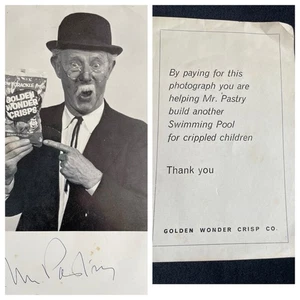 CRACKLE
GOLDEN
WONDER
CRISPS
Mr Pastry
By paying for this
photograph you are
helping Mr. Pastry
build another
Swimming Pool
for crippled children
Thank you
GOLDEN WONDER CRISP CO.